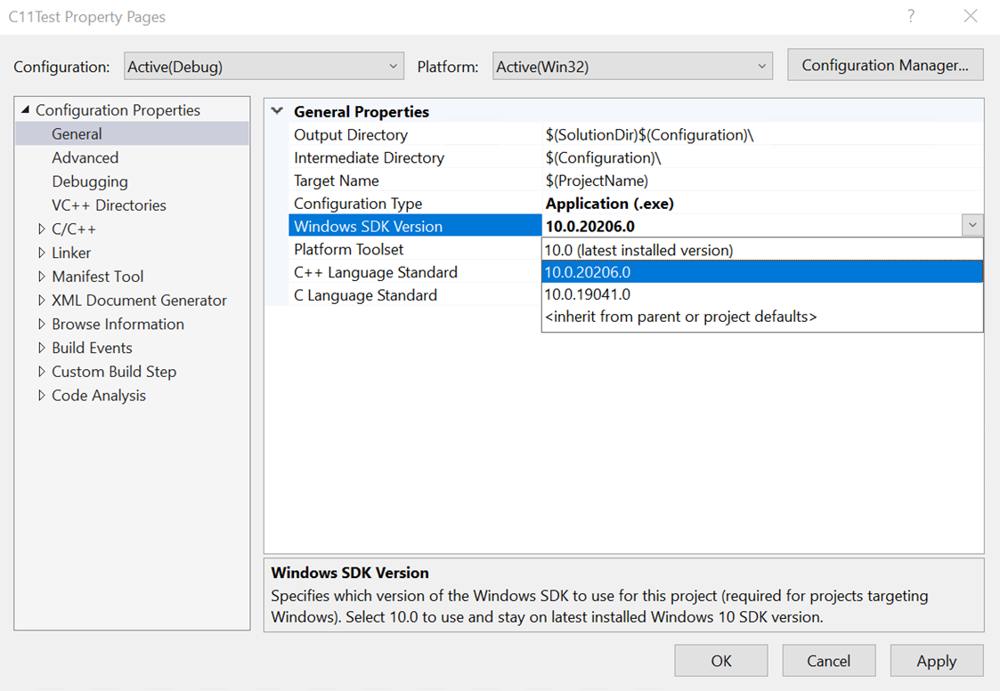 C11Test Property Pages
?
Configuration: Active(Debug) Platform: Active(Win32) Configuration Manager...
Configuration Properties
General
Advanced
Debugging
VC++ Directories
C/C++
Linker
Manifest Tool
XML Document Generator
Browse Information
Build Events
Custom Build Step
Code Analysis
General Properties
Output Directory $(SolutionDir)$(Configuration)\
Intermediate Directory $(Configuration)\
Target Name $(ProjectName)
Configuration Type Application (.exe)
Windows SDK Version 10.0.20206.0
Platform Toolset 10.0 (latest installed version)
C++ Language Standard 10.0.20206.0
C Language Standard 10.0.19041.0
<inherit from parent or project defaults>
Windows SDK Version
Specifies which version of the Windows SDK to use for this project (required for projects targeting
Windows). Select 10.0 to use and stay on latest installed Windows 10 SDK version.
OK Cancel Apply